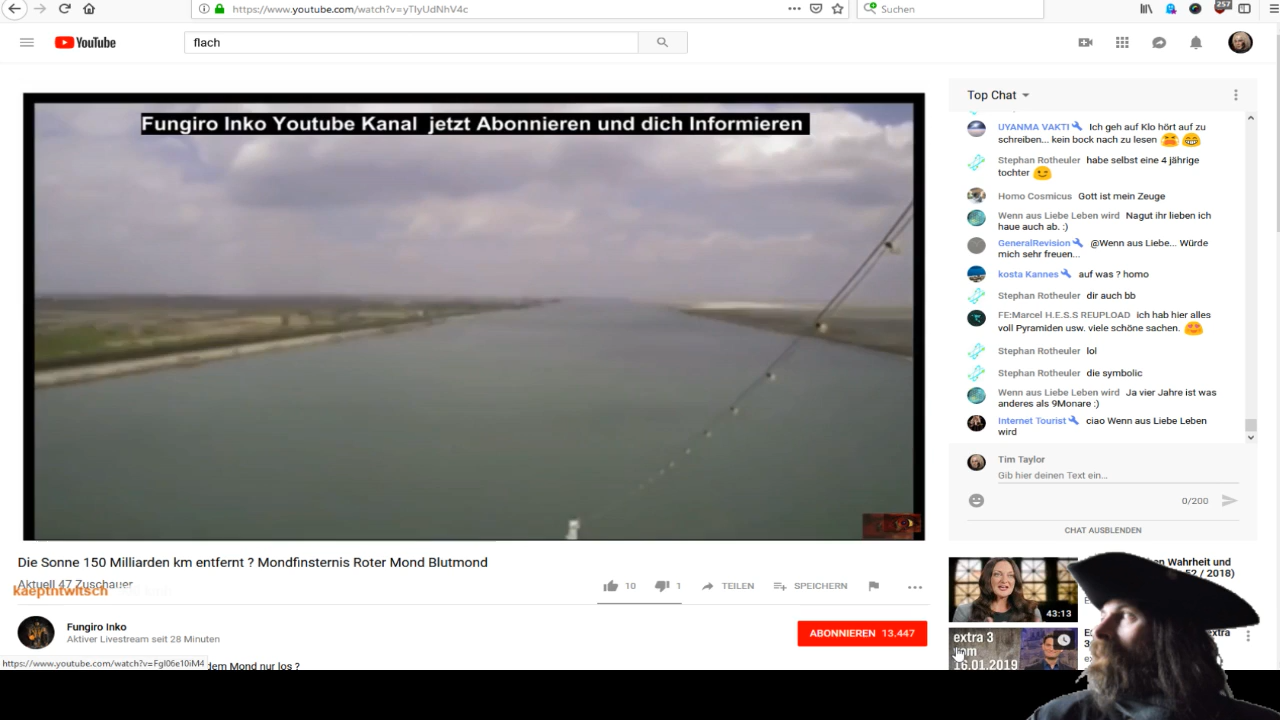 https://www.youtube.com/watch?v=yTIyUdNhV4c
Suchen
257
YouTube
flach
Fungiro Inko Youtube Kanal jetzt Abonnieren und dich Informieren
Top Chat
UYANMA VAKTI Ich geh auf Klo hört auf zu
schreiben... kein bock nach zu lesen
Stephan Rotheuler habe selbst eine 4 jährige
tochter
Homo Cosmicus Gott ist mein Zeuge
Wenn aus Liebe Leben wird Nagut ihr lieben ich
haue auch ab. :)
GeneralRevision @Wenn aus Liebe... Würde
mich sehr freuen...
kosta Kannes auf was ? homo
Stephan Rotheuler dir auch bb
FE:Marcel H.E.S.S REUPLOAD ich hab hier alles
voll Pyramiden usw. viele schöne sachen.
Stephan Rotheuler lol
Stephan Rotheuler die symbolic
Wenn aus Liebe Leben wird Ja vier Jahre ist was
anderes als 9Monare :)
Internet Tourist ciao Wenn aus Liebe Leben
wird
Tim Taylor
Gib hier deinen Text ein...
0/200
CHAT AUSBLENDEN
Die Sonne 150 Milliarden km entfernt ? Mondfinsternis Roter Mond Blutmond
Aktuell 47 Zuschauer
kaeptntwitsch
10
1
TEILEN
SPEICHERN
Fungiro Inko
Aktiver Livestream seit 28 Minuten
ABONNIEREN 13.447
https://www.youtube.com/watch?v=FgI06e10iM4
dem Mond nur los ?
Wahrheit und
52 / 2018)
43:13
extra 3
vom
16.01.2019
extra